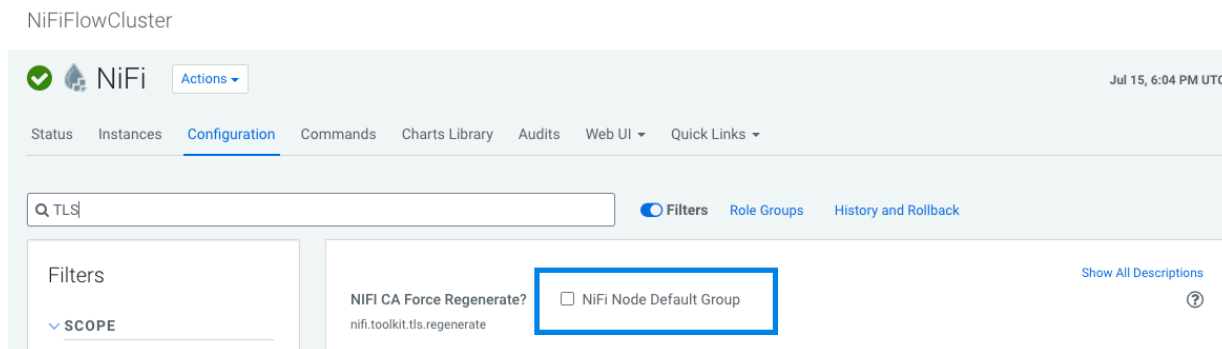 NiFiFlowCluster
NiFi Actions Jul 15, 6:04 PM UTC
Status Instances Configuration Commands Charts Library Audits Web UI Quick Links
TLS Filters Role Groups History and Rollback
Filters
Show All Descriptions
NIFI CA Force Regenerate? NiFi Node Default Group
nifi.toolkit.tls.regenerate
SCOPE